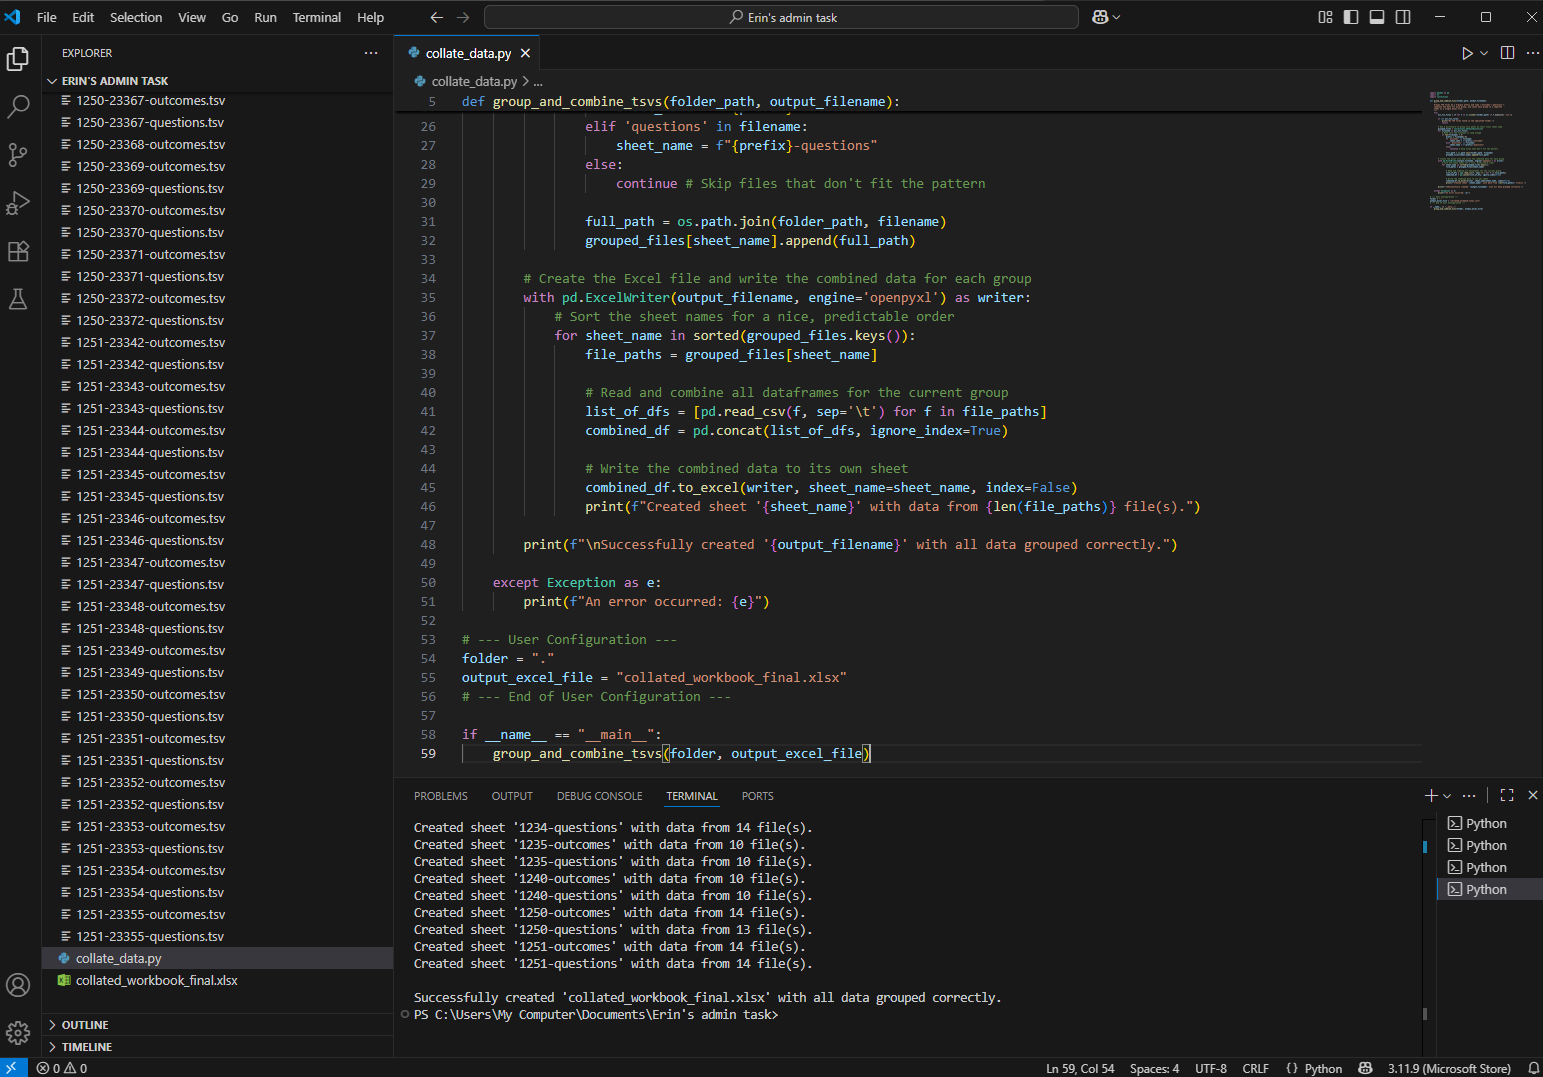 File Edit Selection View Go Run Terminal Help
Erin's admin task
EXPLORER
ERIN'S ADMIN TASK
1250-23367-outcomes.tsv
1250-23367-questions.tsv
1250-23368-outcomes.tsv
1250-23368-questions.tsv
1250-23369-outcomes.tsv
1250-23369-questions.tsv
1250-23370-outcomes.tsv
1250-23370-questions.tsv
1250-23371-outcomes.tsv
1250-23371-questions.tsv
1250-23372-outcomes.tsv
1250-23372-questions.tsv
1251-23342-outcomes.tsv
1251-23342-questions.tsv
1251-23343-outcomes.tsv
1251-23343-questions.tsv
1251-23344-outcomes.tsv
1251-23344-questions.tsv
1251-23345-outcomes.tsv
1251-23345-questions.tsv
1251-23346-outcomes.tsv
1251-23346-questions.tsv
1251-23347-outcomes.tsv
1251-23347-questions.tsv
1251-23348-outcomes.tsv
1251-23348-questions.tsv
1251-23349-outcomes.tsv
1251-23349-questions.tsv
1251-23350-outcomes.tsv
1251-23350-questions.tsv
1251-23351-outcomes.tsv
1251-23351-questions.tsv
1251-23352-outcomes.tsv
1251-23352-questions.tsv
1251-23353-outcomes.tsv
1251-23353-questions.tsv
1251-23354-outcomes.tsv
1251-23354-questions.tsv
1251-23355-outcomes.tsv
1251-23355-questions.tsv
collate_data.py
collated_workbook_final.xlsx
OUTLINE
TIMELINE
collate_data.py
collate_data.py > ...
5 def group_and_combine_tsvs(folder_path, output_filename):
26 elif 'questions' in filename:
27 sheet_name = f"{prefix}-questions"
28 else:
29 continue # Skip files that don't fit the pattern
30
31 full_path = os.path.join(folder_path, filename)
32 grouped_files[sheet_name].append(full_path)
33
34 # Create the Excel file and write the combined data for each group
35 with pd.ExcelWriter(output_filename, engine='openpyxl') as writer:
36 # Sort the sheet names for a nice, predictable order
37 for sheet_name in sorted(grouped_files.keys()):
38 file_paths = grouped_files[sheet_name]
39
40 # Read and combine all dataframes for the current group
41 list_of_dfs = [pd.read_csv(f, sep='\t') for f in file_paths]
42 combined_df = pd.concat(list_of_dfs, ignore_index=True)
43
44 # Write the combined data to its own sheet
45 combined_df.to_excel(writer, sheet_name=sheet_name, index=False)
46 print(f"Created sheet '{sheet_name}' with data from {len(file_paths)} file(s).")
47
48 print(f"\nSuccessfully created '{output_filename}' with all data grouped correctly.")
49
50 except Exception as e:
51 print(f"An error occurred: {e}")
52
53 # --- User Configuration ---
54 folder = "."
55 output_excel_file = "collated_workbook_final.xlsx"
56 # --- End of User Configuration ---
57
58 if __name__ == "__main__":
59 group_and_combine_tsvs(folder, output_excel_file)
PROBLEMS OUTPUT DEBUG CONSOLE TERMINAL PORTS
Created sheet '1234-questions' with data from 14 file(s).
Created sheet '1235-outcomes' with data from 10 file(s).
Created sheet '1235-questions' with data from 10 file(s).
Created sheet '1240-outcomes' with data from 10 file(s).
Created sheet '1240-questions' with data from 10 file(s).
Created sheet '1250-outcomes' with data from 14 file(s).
Created sheet '1250-questions' with data from 13 file(s).
Created sheet '1251-outcomes' with data from 14 file(s).
Created sheet '1251-questions' with data from 14 file(s).
Successfully created 'collated_workbook_final.xlsx' with all data grouped correctly.
PS C:\Users\My Computer\Documents\Erin's admin task>
Python
Python
Python
Python
0 0 Ln 59, Col 54 Spaces: 4 UTF-8 CRLF {} Python 3.11.9 (Microsoft Store)